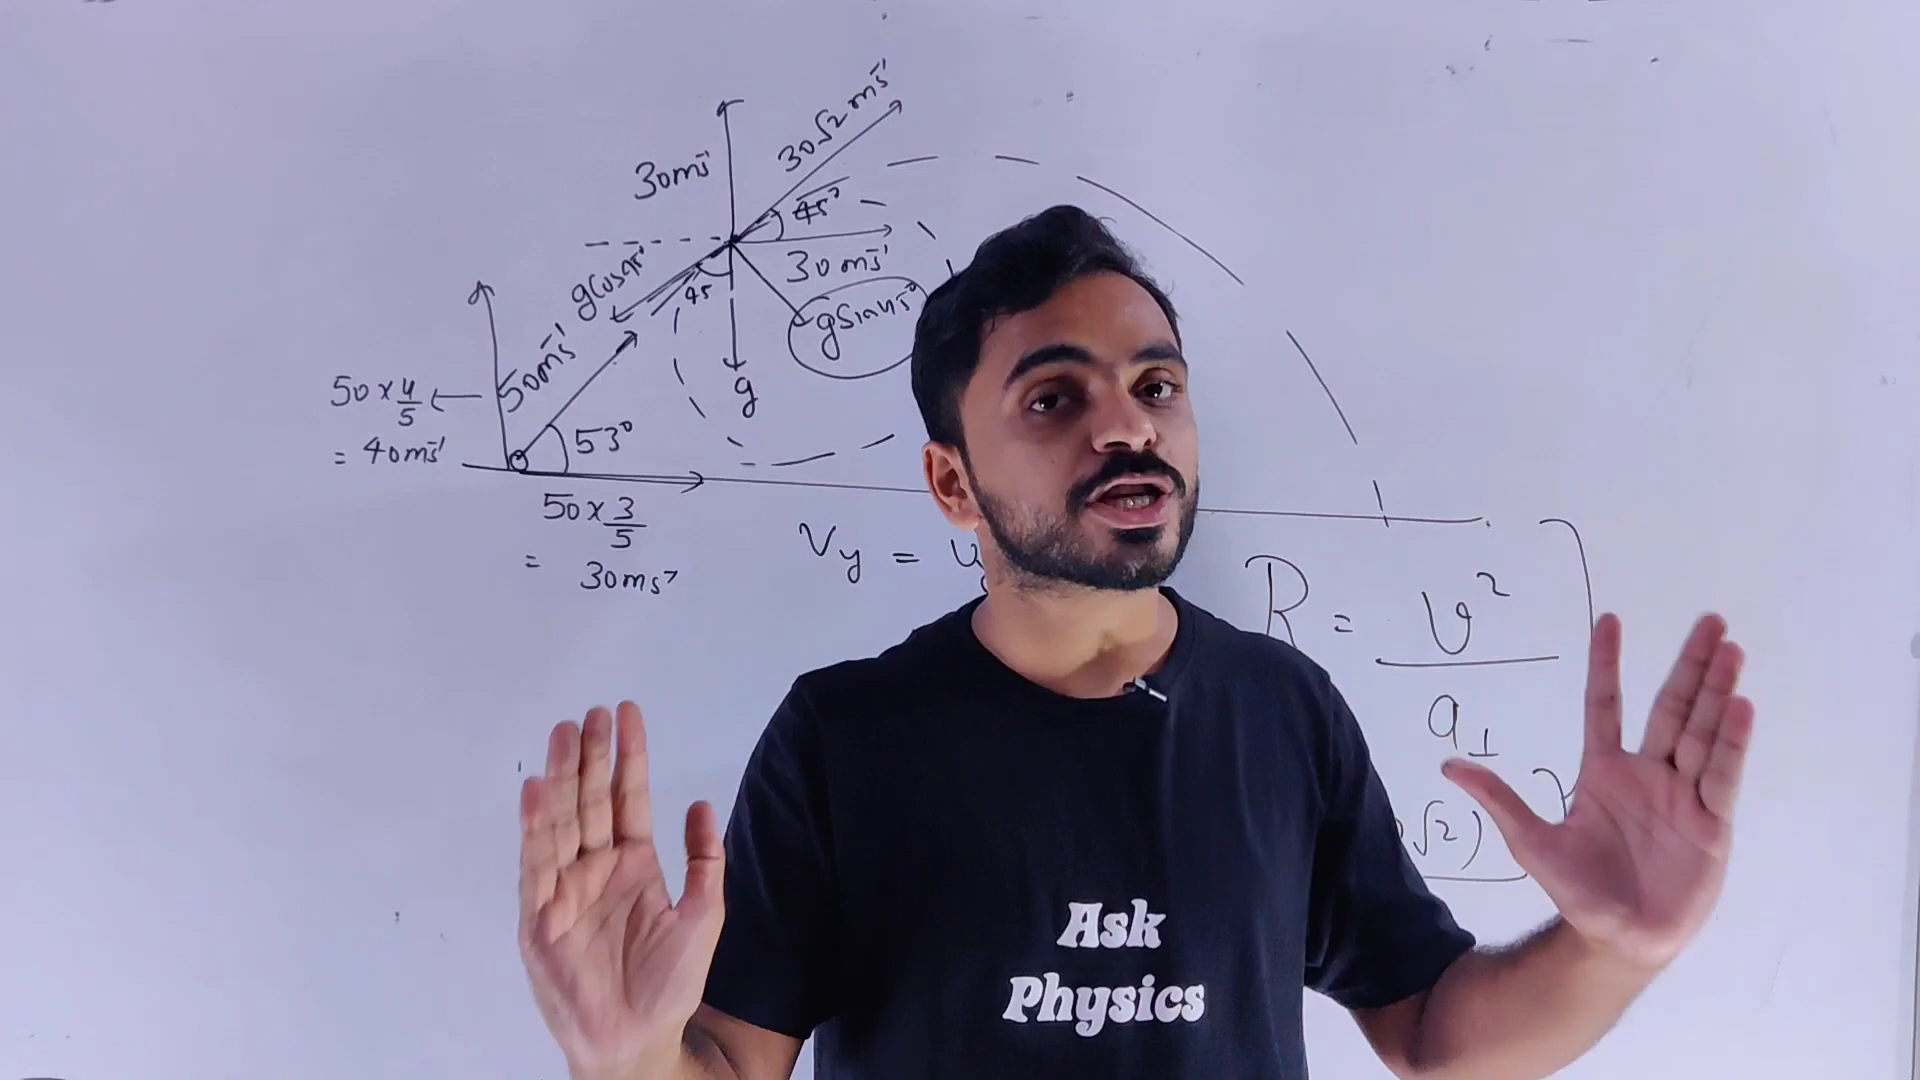 30√2 ms⁻¹
30ms⁻¹
45°
30 ms⁻¹
gcos45°
45
gsin45°
g
50ms⁻¹
50 × 4/5
= 40ms⁻¹
53°
50 × 3/5
= 30ms⁻¹
Vy =
R = v²
a⊥
√2)
Ask
Physics